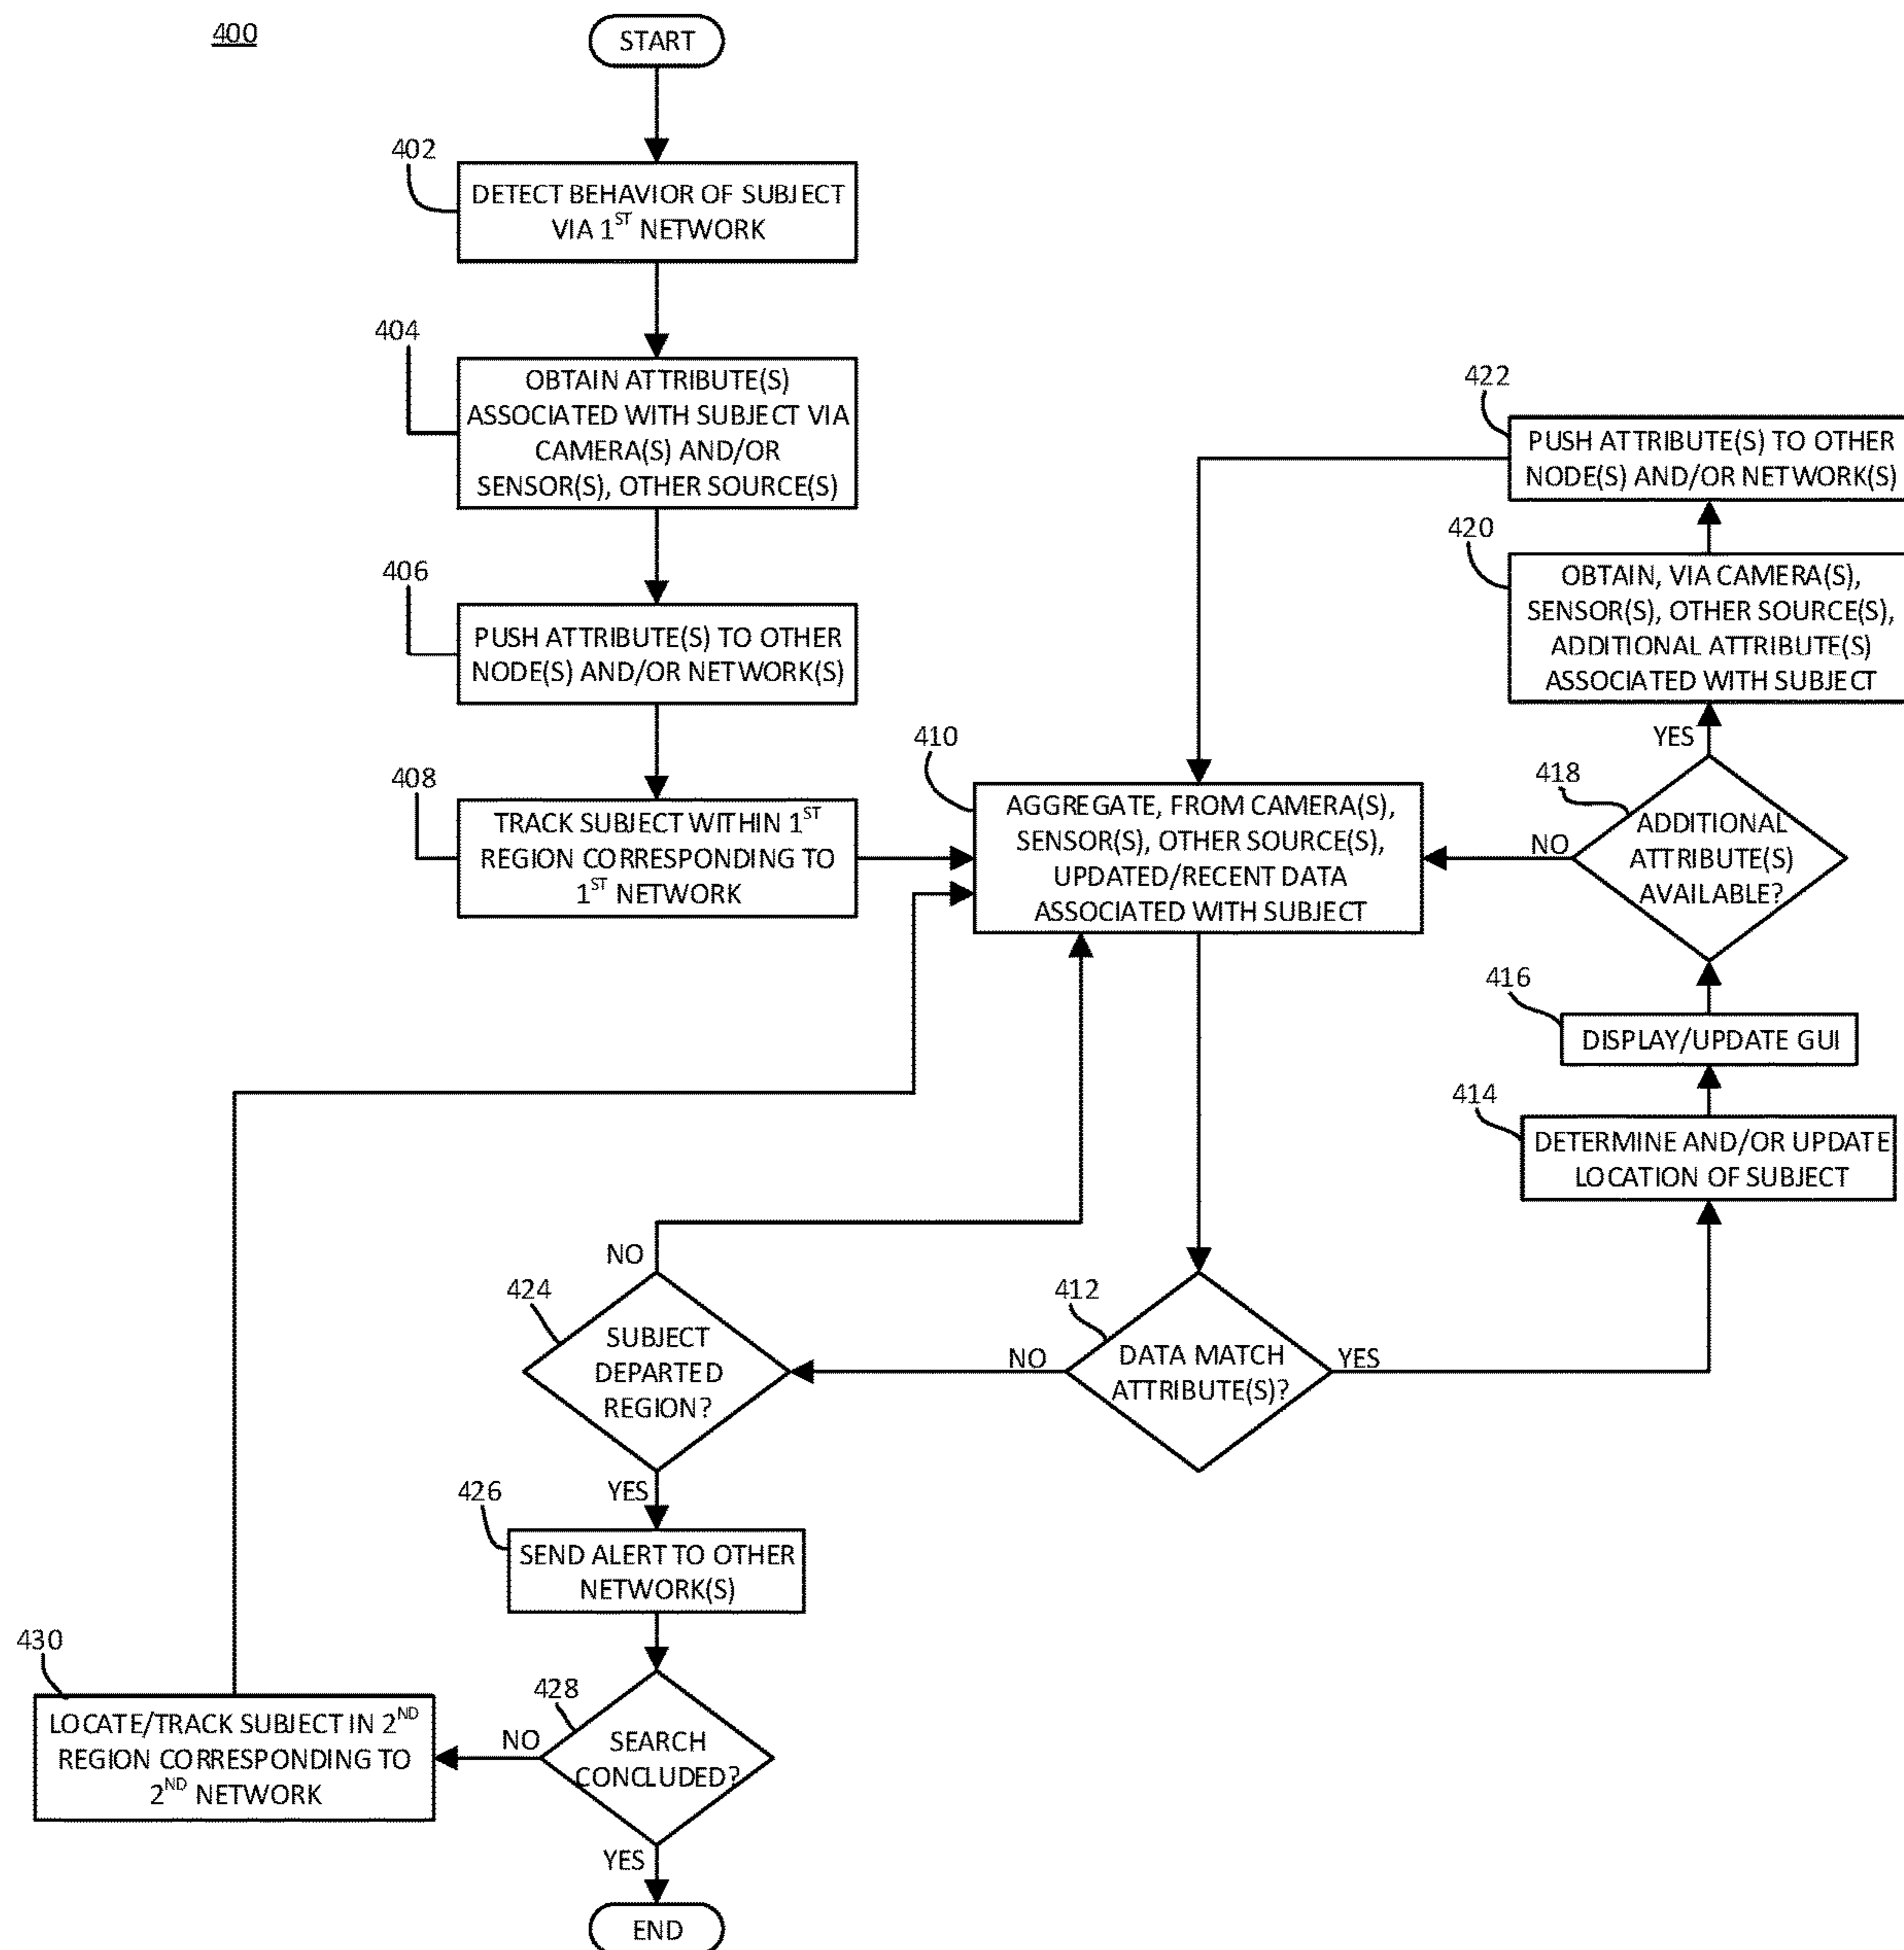 400
START
402
DETECT BEHAVIOR OF SUBJECT
VIA 1ST NETWORK
404
OBTAIN ATTRIBUTE(S)
ASSOCIATED WITH SUBJECT VIA
CAMERA(S) AND/OR
SENSOR(S), OTHER SOURCE(S)
406
PUSH ATTRIBUTE(S) TO OTHER
NODE(S) AND/OR NETWORK(S)
408
TRACK SUBJECT WITHIN 1ST
REGION CORRESPONDING TO
1ST NETWORK
410
AGGREGATE, FROM CAMERA(S),
SENSOR(S), OTHER SOURCE(S),
UPDATED/RECENT DATA
ASSOCIATED WITH SUBJECT
412
DATA MATCH
ATTRIBUTE(S)?
NO
YES
414
DETERMINE AND/OR UPDATE
LOCATION OF SUBJECT
416
DISPLAY/UPDATE GUI
418
ADDITIONAL
ATTRIBUTE(S)
AVAILABLE?
NO
YES
420
OBTAIN, VIA CAMERA(S),
SENSOR(S), OTHER SOURCE(S),
ADDITIONAL ATTRIBUTE(S)
ASSOCIATED WITH SUBJECT
422
PUSH ATTRIBUTE(S) TO OTHER
NODE(S) AND/OR NETWORK(S)
424
SUBJECT
DEPARTED
REGION?
NO
YES
426
SEND ALERT TO OTHER
NETWORK(S)
428
SEARCH
CONCLUDED?
NO
YES
430
LOCATE/TRACK SUBJECT IN 2ND
REGION CORRESPONDING TO
2ND NETWORK
END